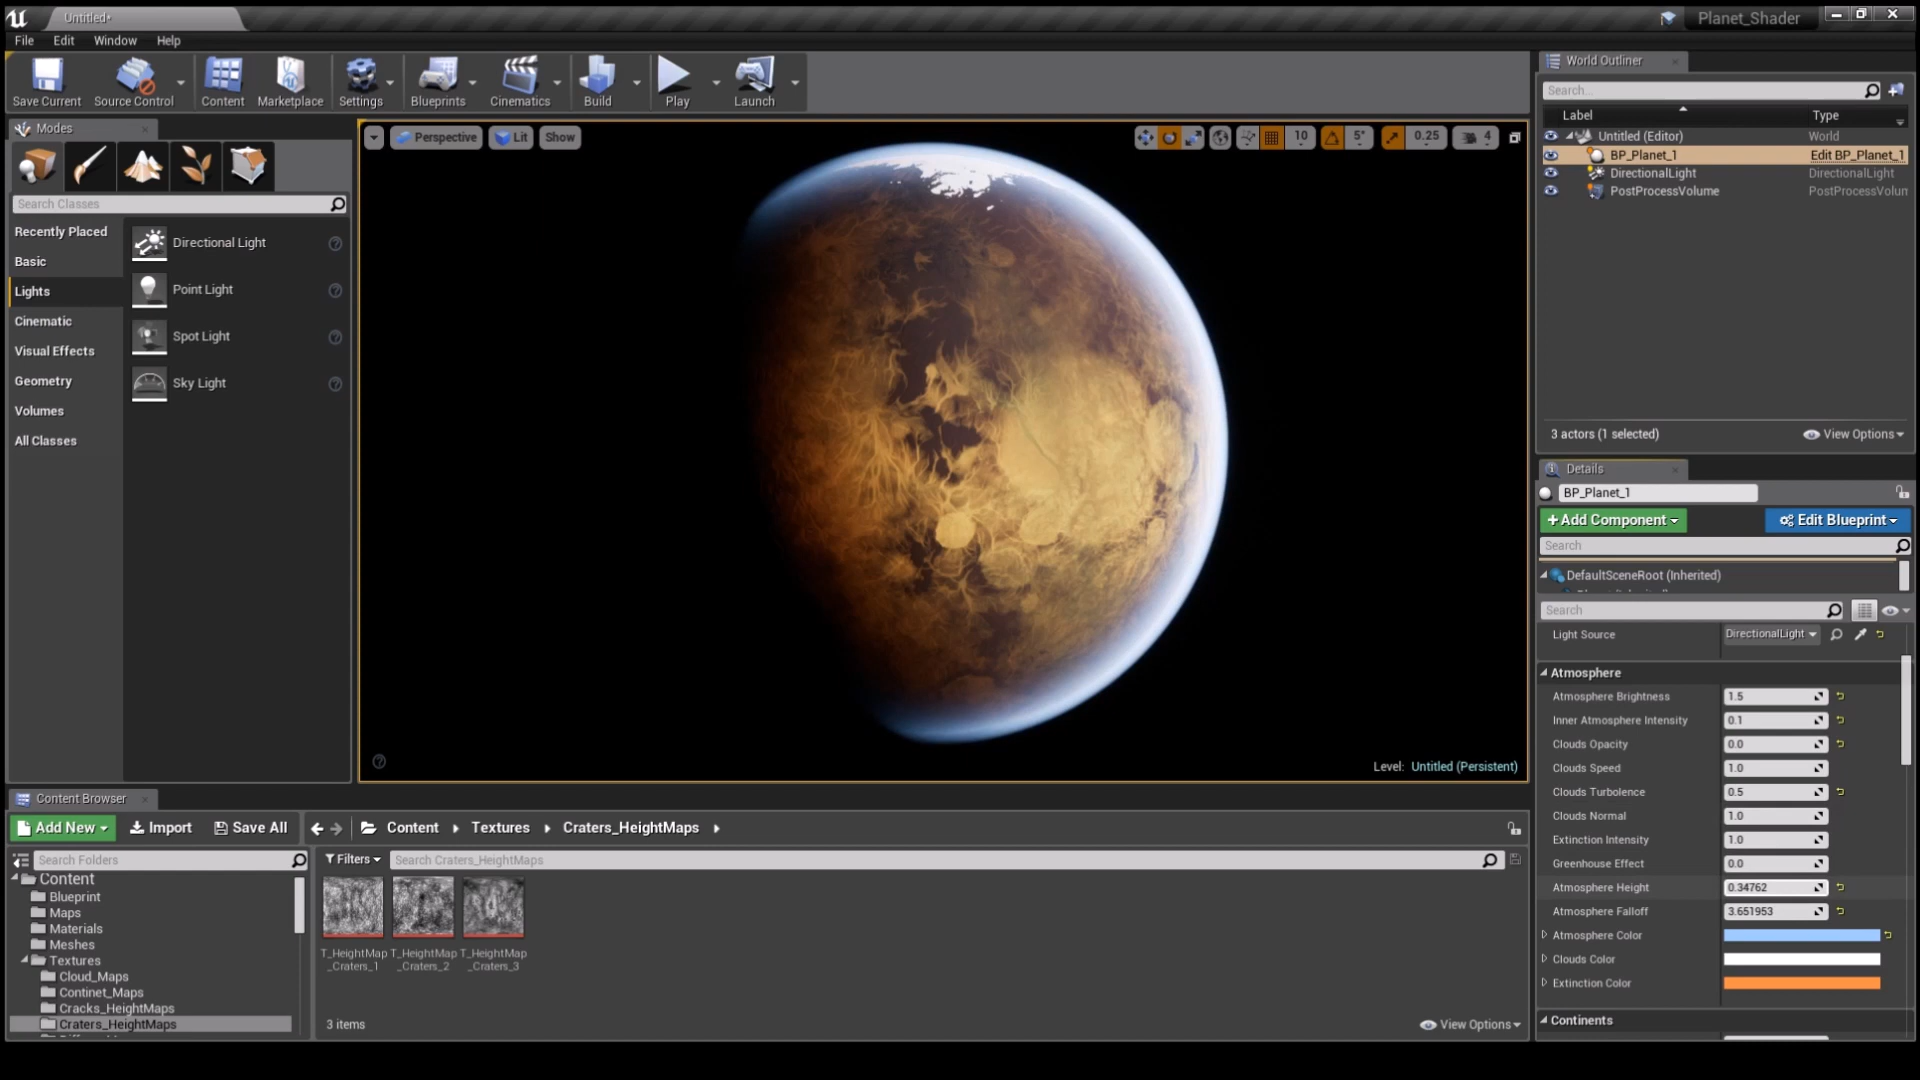 Untitled*
Planet_Shader
File Edit Window Help
Save Current
Source Control
Content
Marketplace
Settings
Blueprints
Cinematics
Build
Play
Launch
Modes
Search Classes
Recently Placed
Basic
Lights
Cinematic
Visual Effects
Geometry
Volumes
All Classes
Directional Light
Point Light
Spot Light
Sky Light
Perspective
Lit
Show
10
5°
0.25
4
Level: Untitled (Persistent)
World Outliner
Search...
Label Type
Untitled (Editor) World
BP_Planet_1 Edit BP_Planet_1
DirectionalLight DirectionalLight
PostProcessVolume PostProcessVolum
3 actors (1 selected)
View Options
Details
BP_Planet_1
+Add Component
Edit Blueprint
Search
DefaultSceneRoot (Inherited)
Search
Light Source DirectionalLight
Atmosphere
Atmosphere Brightness 1.5
Inner Atmosphere Intensity 0.1
Clouds Opacity 0.0
Clouds Speed 1.0
Clouds Turbolence 0.5
Clouds Normal 1.0
Extinction Intensity 1.0
Greenhouse Effect 0.0
Atmosphere Height 0.34762
Atmosphere Falloff 3.651953
Atmosphere Color
Clouds Color
Extinction Color
Continents
Content Browser
Add New
Import
Save All
Content
Textures
Craters_HeightMaps
Search Folders
Content
Blueprint
Maps
Materials
Meshes
Textures
Cloud_Maps
Continet_Maps
Cracks_HeightMaps
Craters_HeightMaps
Filters
Search Craters_HeightMaps
T_HeightMap
_Craters_1
T_HeightMap
_Craters_2
T_HeightMap
_Craters_3
3 items
View Options